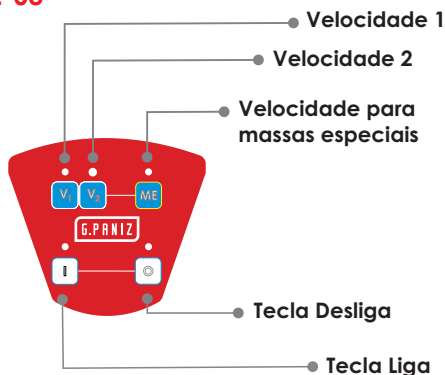 Velocidade 1
Velocidade 2
Velocidade para
massas especiais
V1 V2 ME
G.PANIZ
I O
Tecla Desliga
Tecla Liga